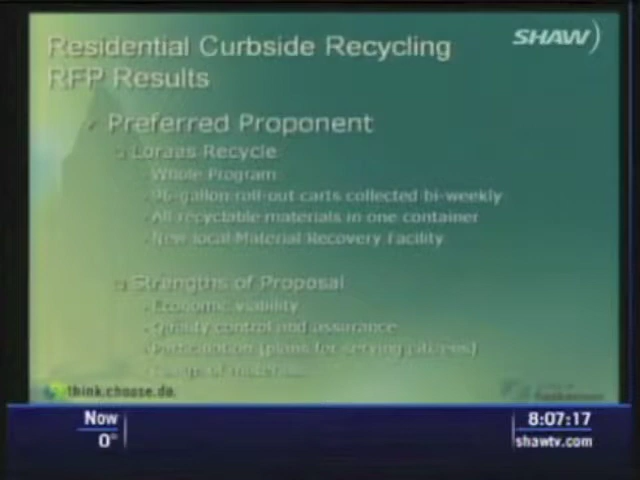 Residential Curbside Recycling
SHAW)
RFP Results
Preferred Proponent
Loraas Recycle
Whole Program
96-gallon roll-out carts collected bi-weekly
All recyclable materials in one container
New local Material Recovery Facility
Strengths of Proposal
Economic viability
Quality control and assurance
Participation (plans for serving citizens)
think.choose.do.
Now
0°
8:07:17
shawtv.com